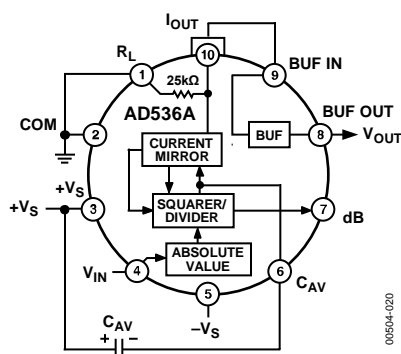 I_OUT
R_L
10
BUF IN
1
9
25kΩ
AD536A
BUF OUT
COM
2
CURRENT
MIRROR
BUF
8
V_OUT
+V_S
+V_S
3
SQUARER/
DIVIDER
7
dB
ABSOLUTE
VALUE
V_IN
4
6
C_AV
5
C_AV
–V_S
+
–
00504-020